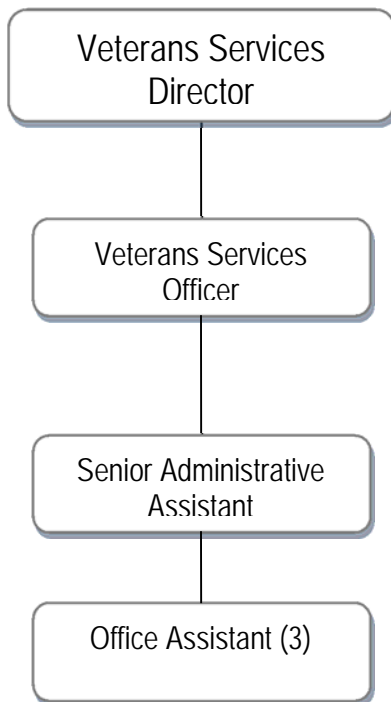 Veterans Services
Director
Veterans Services
Officer
Senior Administrative
Assistant
Office Assistant (3)